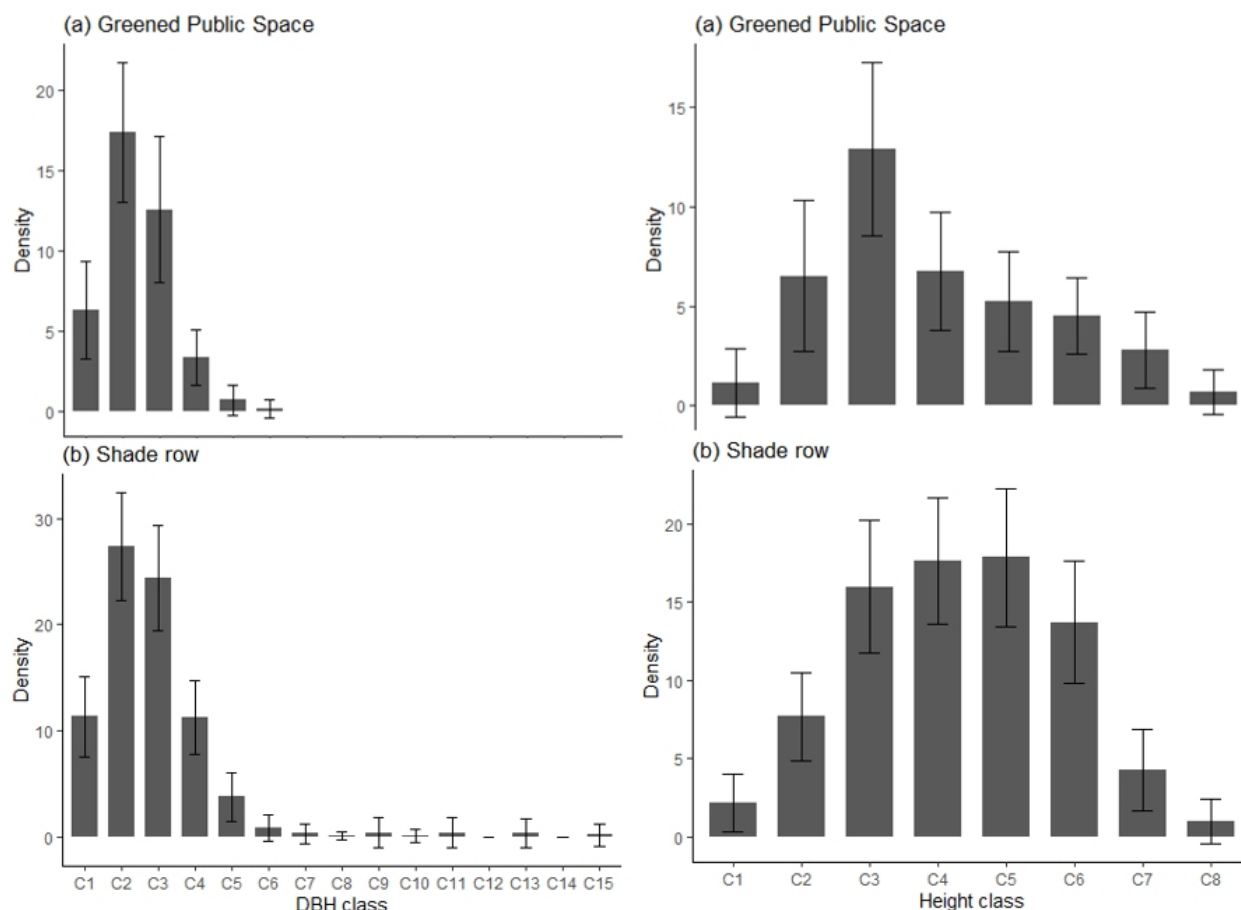 (a) Greened Public Space
20
15
10
5
0
Density
(b) Shade row
30
20
10
0
Density
C1 C2 C3 C4 C5 C6 C7 C8 C9 C10 C11 C12 C13 C14 C15
DBH class
(a) Greened Public Space
15
10
5
0
Density
(b) Shade row
20
15
10
5
0
Density
C1 C2 C3 C4 C5 C6 C7 C8
Height class